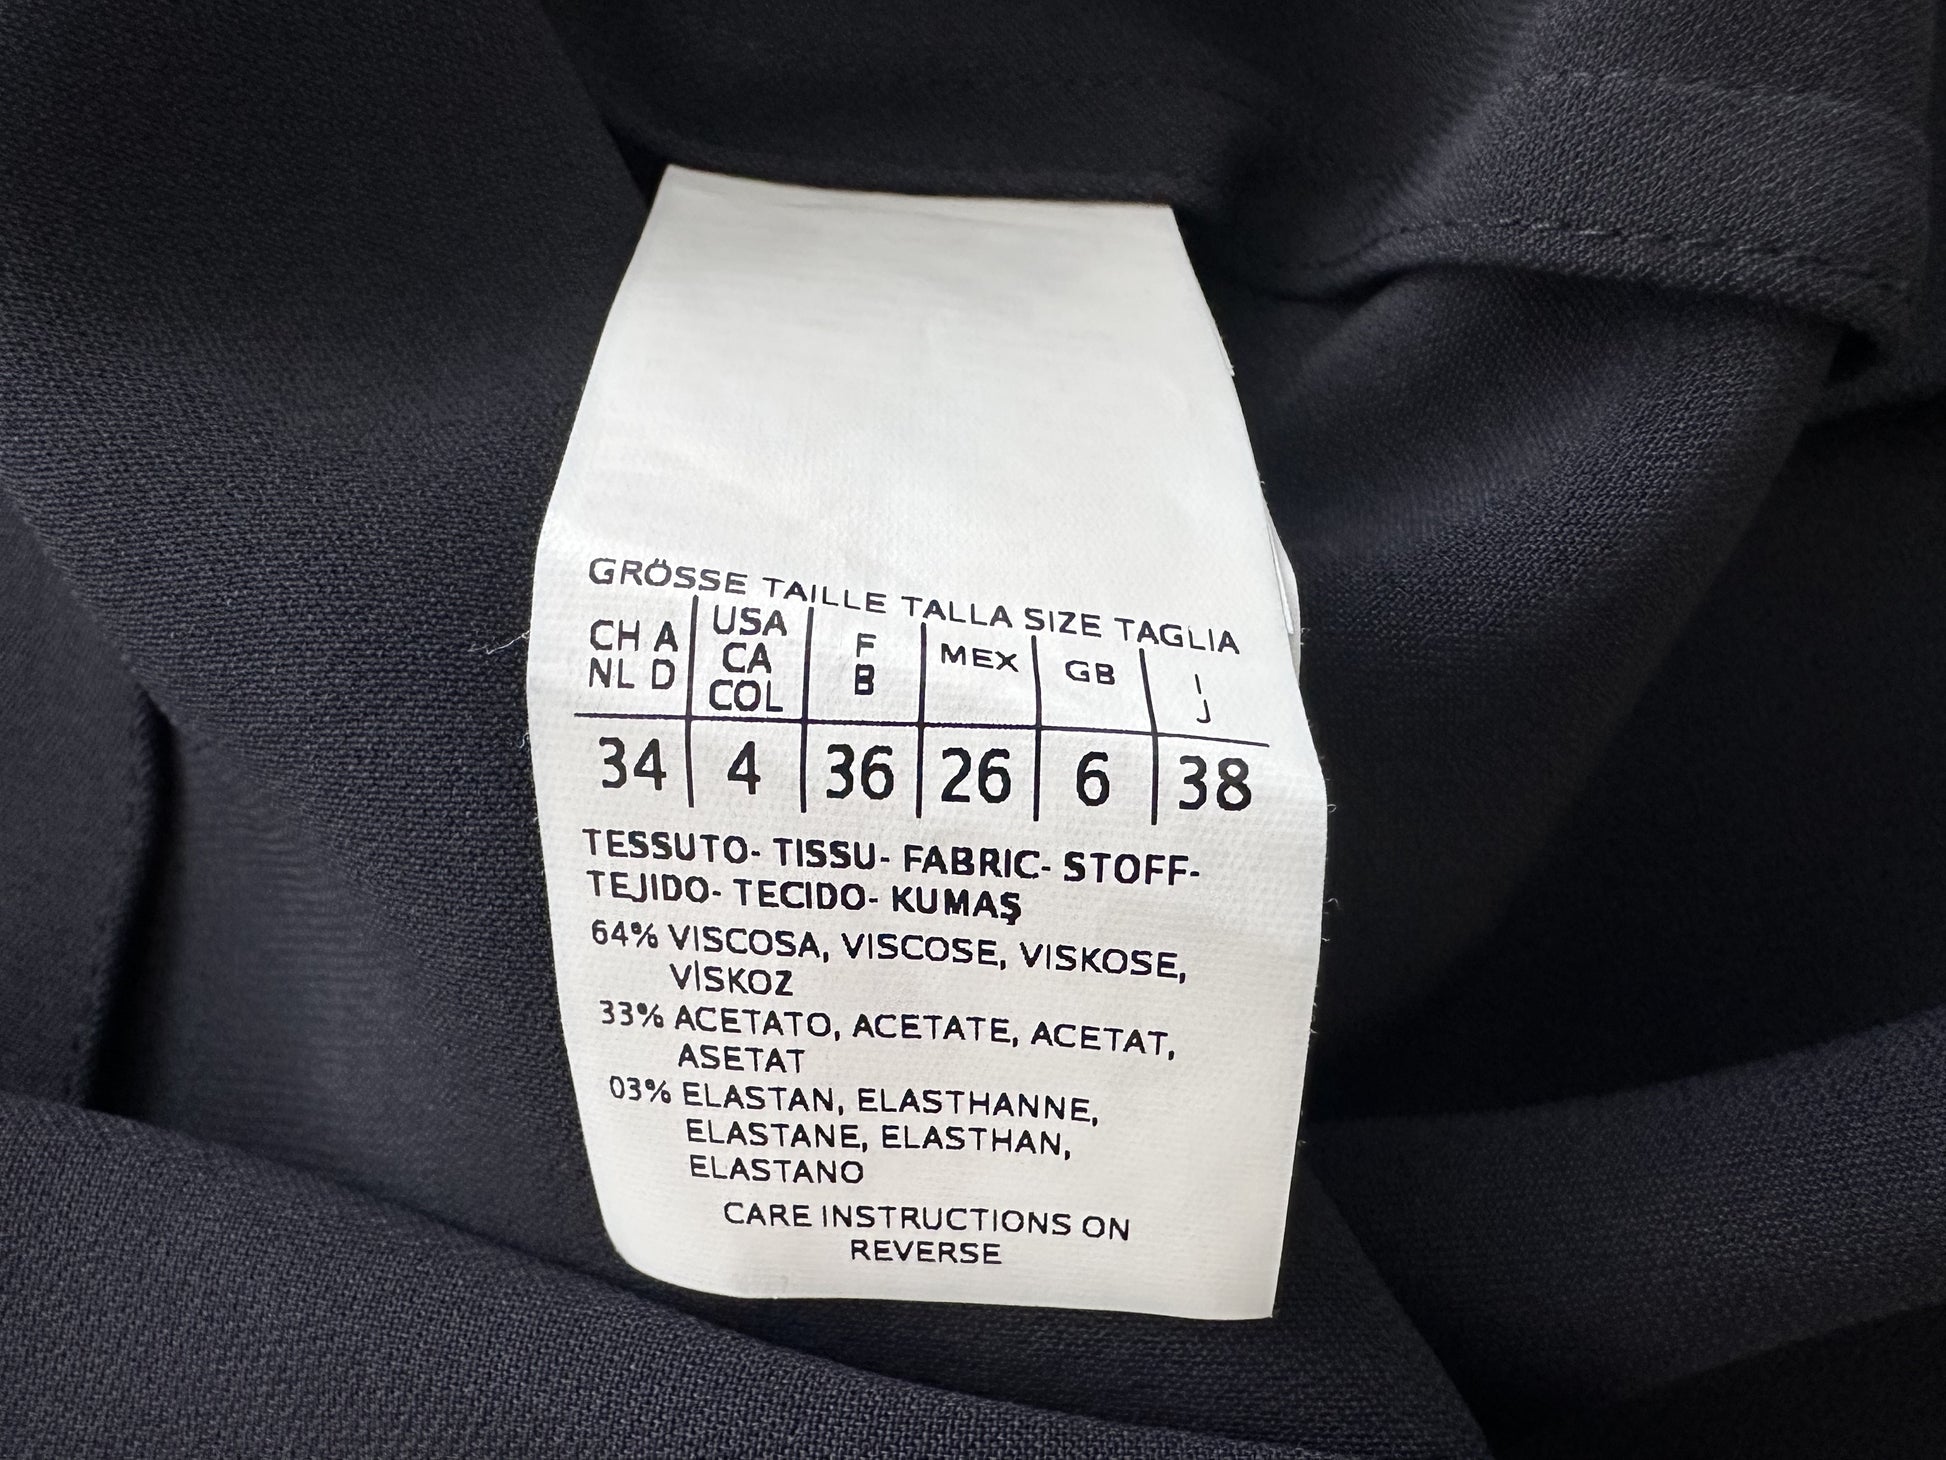 GRÖSSE TAILLE TALLA SIZE TAGLIA
CH A NL D USA CA COL F B MEX GB I J
34 4 36 26 6 38
TESSUTO- TISSU- FABRIC- STOFF-
TEJIDO- TECIDO- KUMAŞ
64% VISCOSA, VISCOSE, VISKOSE,
VİSKOZ
33% ACETATO, ACETATE, ACETAT,
ASETAT
03% ELASTAN, ELASTHANNE,
ELASTANE, ELASTHAN,
ELASTANO
CARE INSTRUCTIONS ON
REVERSE